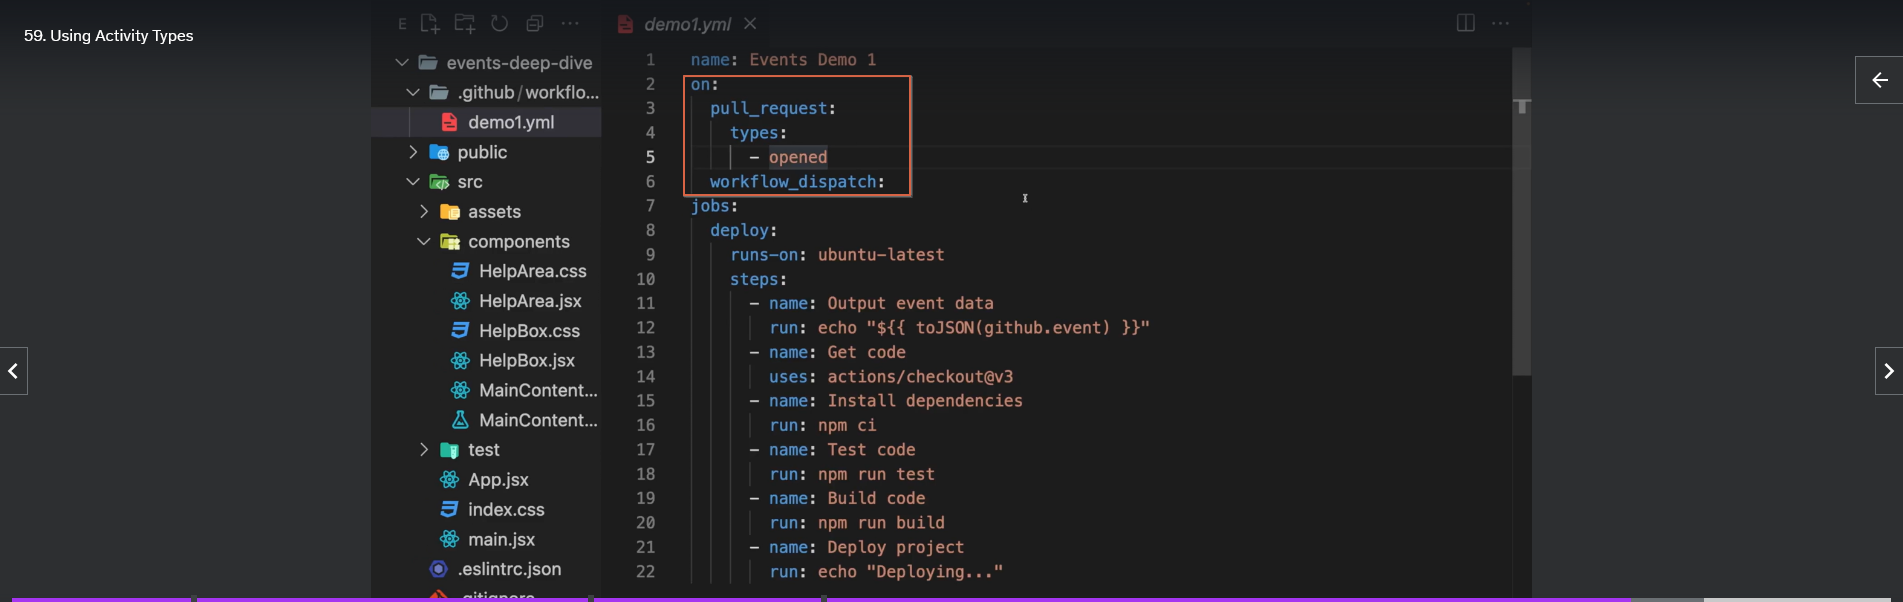 59. Using Activity Types
E
events-deep-dive
.github/workflo...
demo1.yml
public
src
assets
components
HelpArea.css
HelpArea.jsx
HelpBox.css
HelpBox.jsx
MainContent...
MainContent...
test
App.jsx
index.css
main.jsx
.eslintrc.json
.gitignore
demo1.yml
1 name: Events Demo 1
2 on:
3 pull_request:
4 types:
5 - opened
6 workflow_dispatch:
7 jobs:
8 deploy:
9 runs-on: ubuntu-latest
10 steps:
11 - name: Output event data
12 run: echo "${{ toJSON(github.event) }}"
13 - name: Get code
14 uses: actions/checkout@v3
15 - name: Install dependencies
16 run: npm ci
17 - name: Test code
18 run: npm run test
19 - name: Build code
20 run: npm run build
21 - name: Deploy project
22 run: echo "Deploying..."